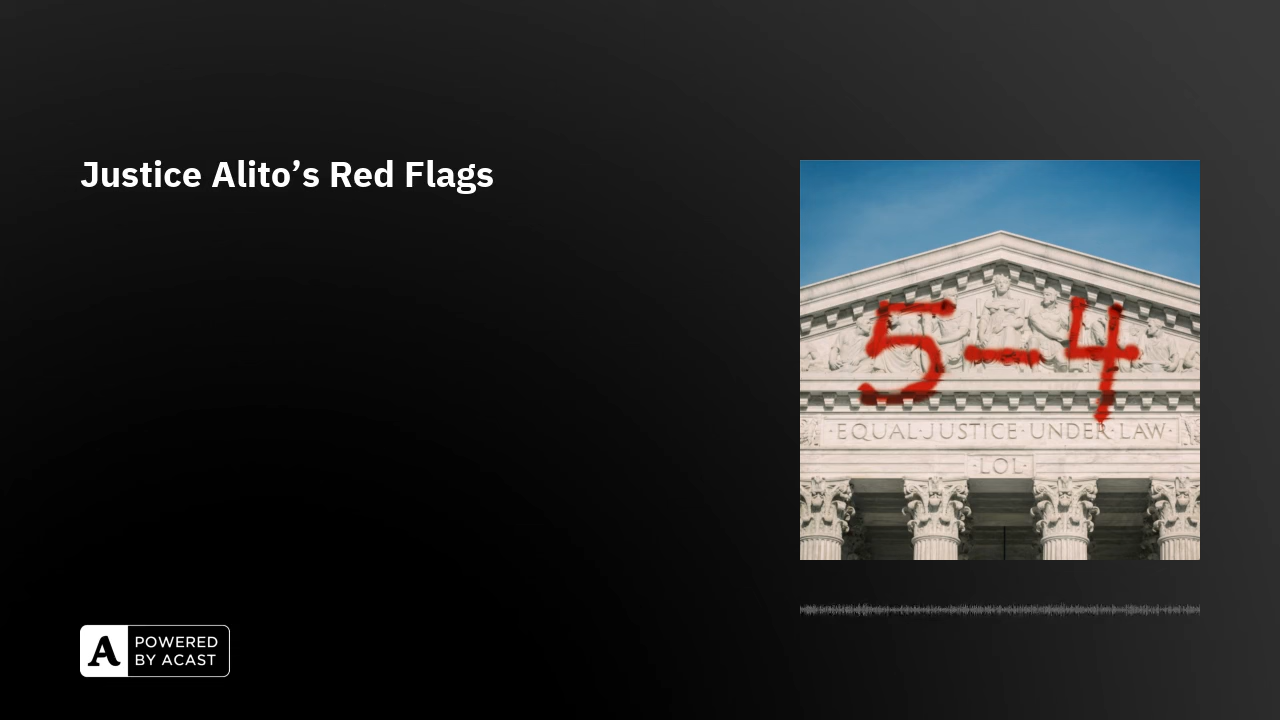 Justice Alito’s Red Flags
5-4
·EQUAL·JUSTICE·UNDER·LAW·
·LOL·
A
POWERED
BY ACAST